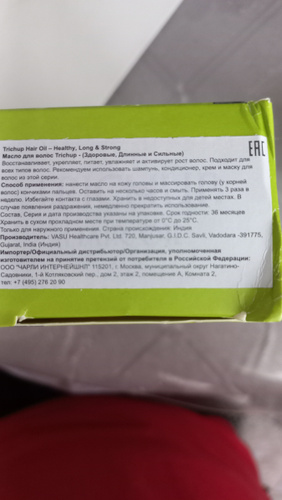 Trichup Hair Oil – Healthy, Long & Strong
EAC
Масло для волос Trichup - (Здоровые, Длинные и Сильные)
Восстанавливает, укрепляет, питает, увлажняет и активирует рост волос. Подходит для
всех типов волос. Рекомендуем использовать шампунь, кондиционер, крем и маску для
волос из этой серии.
Способ применения: нанести масло на кожу головы и массировать голову (у корней
волос) кончиками пальцев. Оставить на несколько часов и смыть. Применять 3 раза в
неделю. Избегайте контакта с глазами. Хранить в недоступных для детей местах. В
случае появления раздражения, немедленно прекратить использование.
Состав, Серия и дата производства указаны на упаковке. Срок годности: 36 месяцев
Хранить в сухом прохладном месте при температуре от 5°C до 25°C.
Только для наружного применения. Страна происхождения: Индия
Производитель: VASU Healthcare Pvt. Ltd. 735, Manjusar, G.I.D.C. Savli, Vadodara -391775,
Gujarat, India (Индия)
Импортер/Официальный дистрибьютор/Организация, уполномоченная
изготовителем на принятие претензий от потребителя в Российской Федерации:
ООО "ЧАРЛИ ИНТЕРНЕЙШНЛ" 115201, г. Москва, муниципальный округ Нагатино-
Садовники, 1-й Котляковский пер., дом 2, этаж 2, помещение А, Комната 2,
тел: +7 (495) 276 20 90